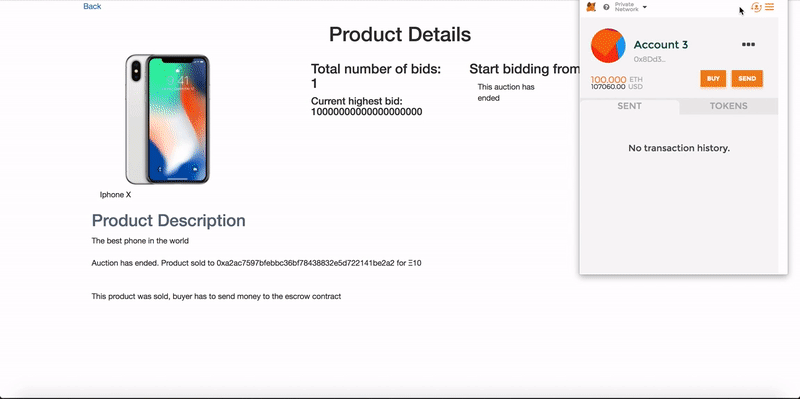 Back
Product Details
Total number of bids:
1
Current highest bid:
10000000000000000000
Start bidding from
This auction has
ended
Iphone X
Product Description
The best phone in the world
Auction has ended. Product sold to 0xa2ac7597bfebbc36bf78438832e5d722141be2a2 for Ξ10
This product was sold, buyer has to send money to the escrow contract
Private
Network
Account 3
0x8Dd3...
100.000 ETH
107060.00 USD
BUY
SEND
SENT
TOKENS
No transaction history.